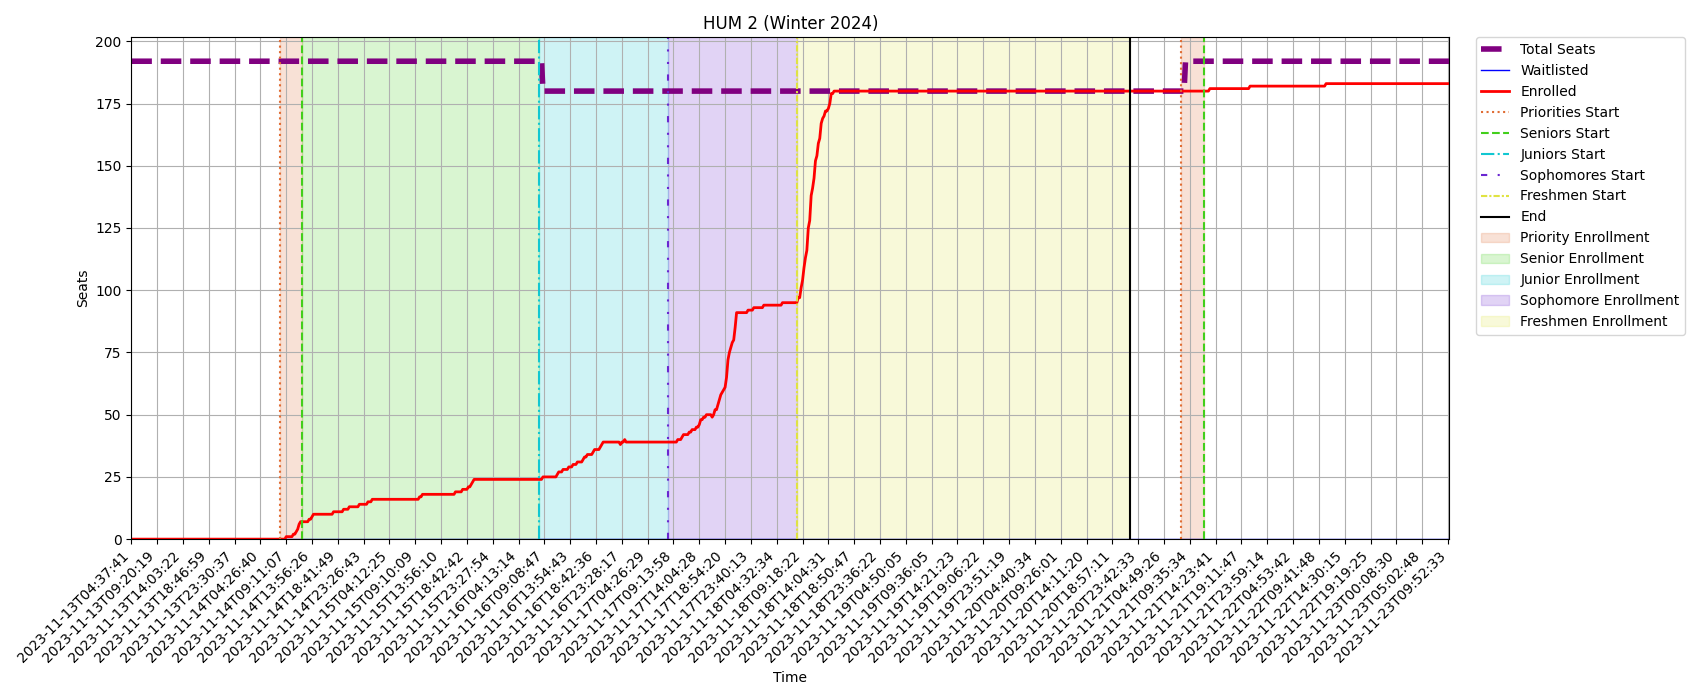 HUM 2 (Winter 2024)
200
175
150
125
100
75
50
25
0
Seats
2023-11-13T04:37:41
2023-11-13T09:20:19
2023-11-13T14:03:22
2023-11-13T18:46:59
2023-11-13T23:30:37
2023-11-14T04:26:40
2023-11-14T09:11:07
2023-11-14T13:56:26
2023-11-14T18:41:49
2023-11-14T23:26:43
2023-11-15T04:12:25
2023-11-15T09:10:09
2023-11-15T13:56:10
2023-11-15T18:42:42
2023-11-15T23:27:54
2023-11-16T04:13:14
2023-11-16T09:08:47
2023-11-16T13:54:43
2023-11-16T18:42:36
2023-11-16T23:28:17
2023-11-17T04:26:29
2023-11-17T09:13:58
2023-11-17T14:04:28
2023-11-17T18:54:20
2023-11-17T23:40:13
2023-11-18T04:32:34
2023-11-18T09:18:22
2023-11-18T14:04:31
2023-11-18T18:50:47
2023-11-18T23:36:22
2023-11-19T04:50:05
2023-11-19T09:36:05
2023-11-19T14:21:23
2023-11-19T19:06:22
2023-11-19T23:51:19
2023-11-20T04:40:34
2023-11-20T09:26:01
2023-11-20T14:11:20
2023-11-20T18:57:11
2023-11-20T23:42:33
2023-11-21T04:49:26
2023-11-21T09:35:34
2023-11-21T14:23:41
2023-11-21T19:11:47
2023-11-21T23:59:14
2023-11-22T04:53:42
2023-11-22T09:41:48
2023-11-22T14:30:15
2023-11-22T19:19:25
2023-11-23T00:08:30
2023-11-23T05:02:48
2023-11-23T09:52:33
Time
Total Seats
Waitlisted
Enrolled
Priorities Start
Seniors Start
Juniors Start
Sophomores Start
Freshmen Start
End
Priority Enrollment
Senior Enrollment
Junior Enrollment
Sophomore Enrollment
Freshmen Enrollment